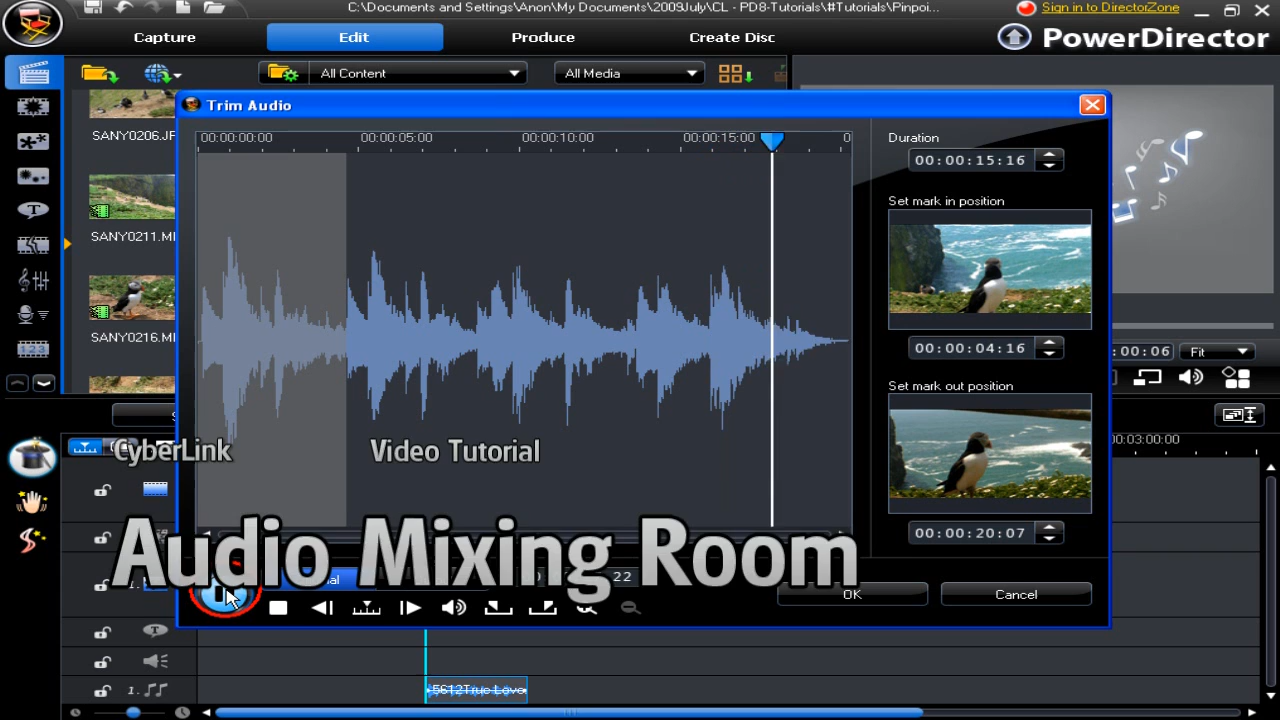 C:\Documents and Settings\Anon\My Documents\2009July\CL - PD8-Tutorials\#Tutorials\Pinpoi...
Sign in to DirectorZone
Capture
Edit
Produce
Create Disc
PowerDirector
All Content
All Media
Trim Audio
SANY0206.JF
SANY0211.MI
SANY0216.MI
00:00:00:00
00:00:05:00
00:00:10:00
00:00:15:00
0
Duration
00:00:15:16
Set mark in position
00:00:04:16
Set mark out position
00:00:20:07
:00:06
Fit
:00:03:00:00
CyberLink
Video Tutorial
Audio Mixing Room
22
OK
Cancel
1.
T
1.
5612True Love